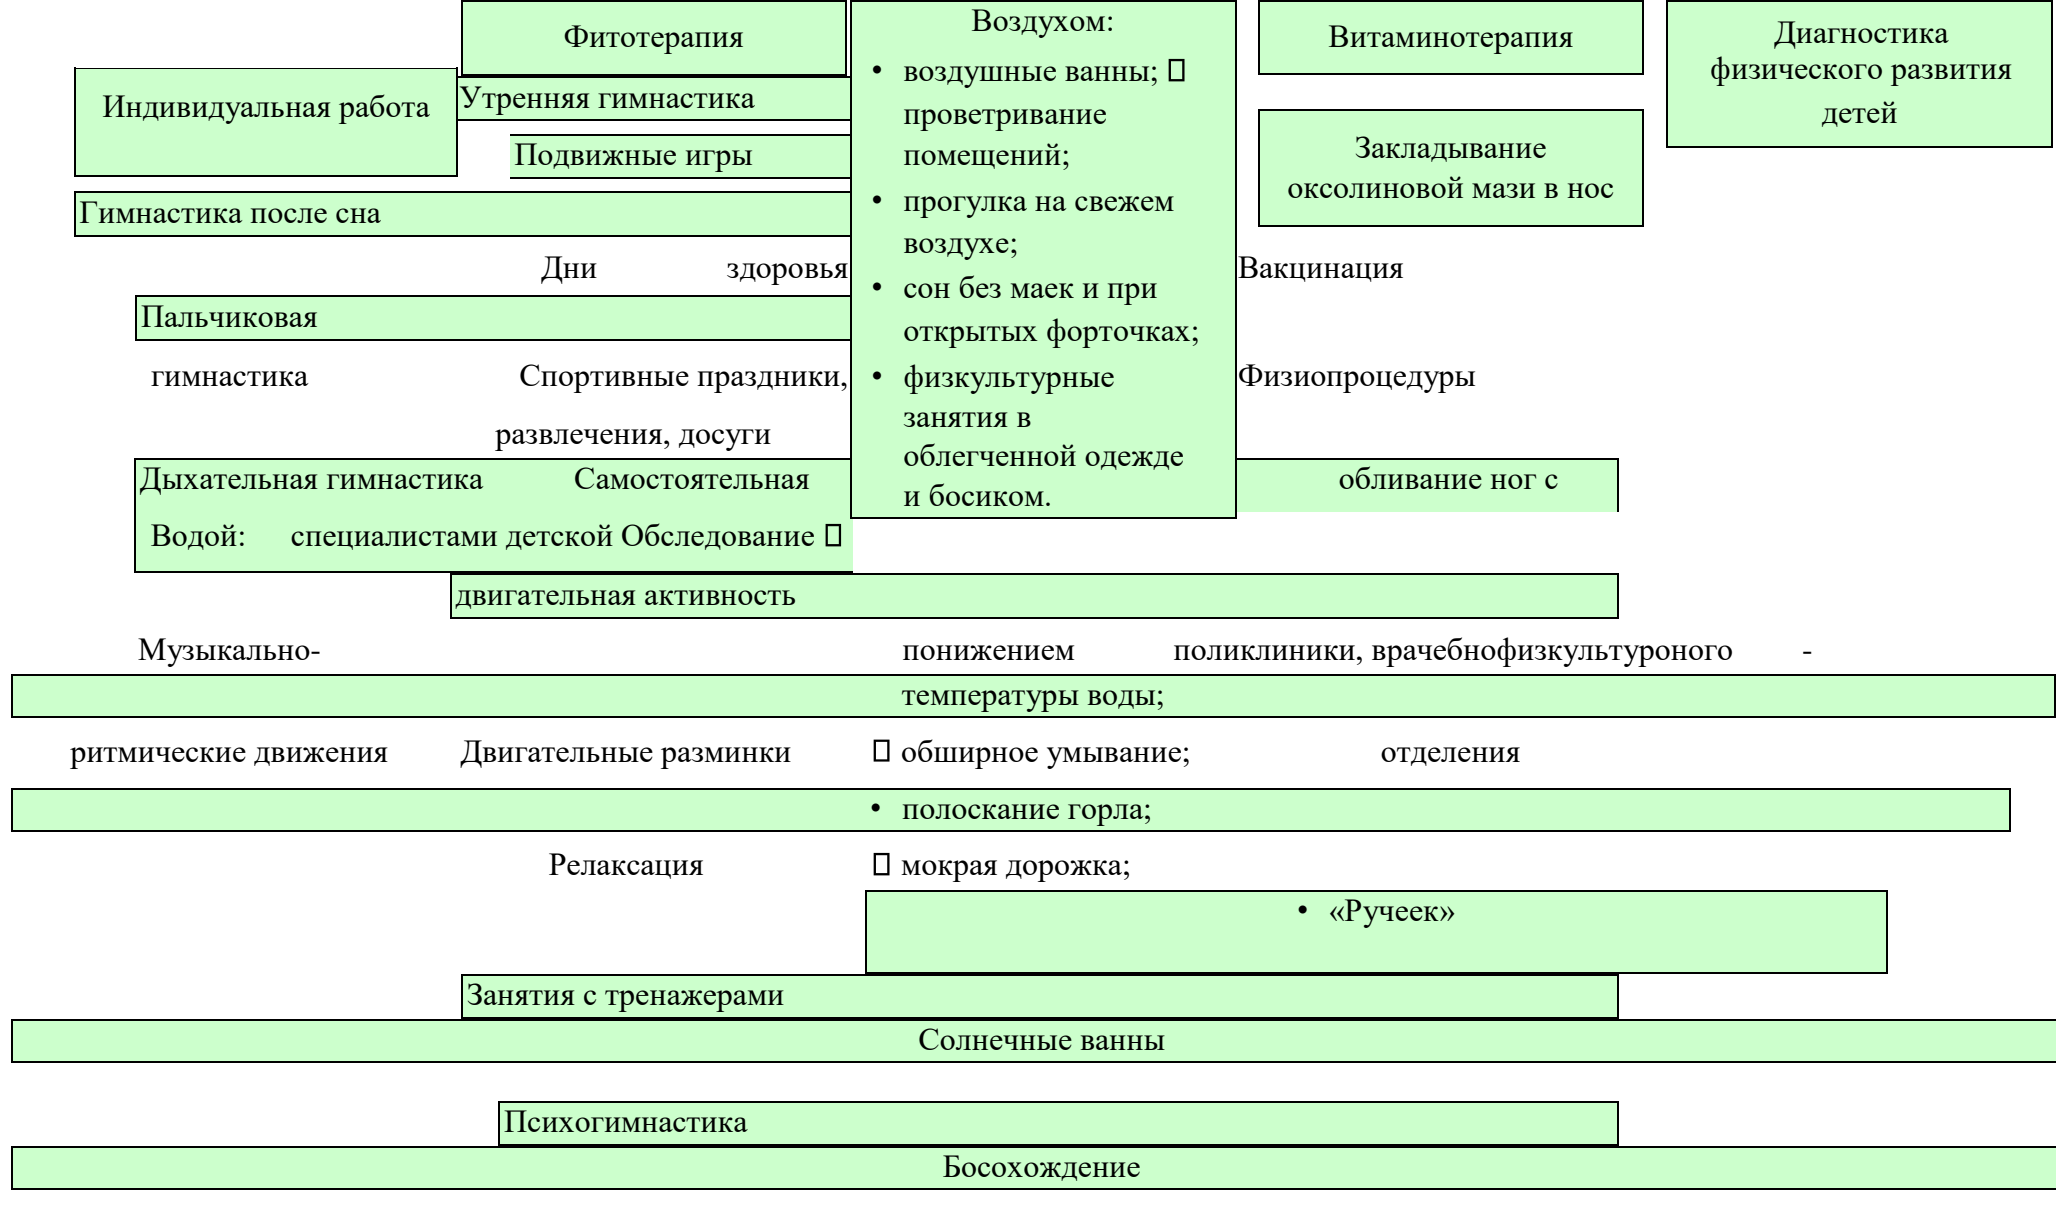 Фитотерапия
Воздухом:
Витаминотерапия
Диагностика
физического развития
детей
Индивидуальная работа
Утренняя гимнастика
• воздушные ванны; 
проветривание
помещений;
Подвижные игры
Закладывание
оксолиновой мази в нос
• прогулка на свежем
воздухе;
Гимнастика после сна
Дни здоровья
Вакцинация
• сон без маек и при
открытых форточках;
Пальчиковая
гимнастика Спортивные праздники,
• физкультурные
занятия в
облегченной одежде
и босиком.
Физиопроцедуры
развлечения, досуги
Дыхательная гимнастика Самостоятельная
обливание ног с
Водой: специалистами детской Обследование 
двигательная активность
Музыкально- понижением поликлиники, врачебнофизкультуроного -
температуры воды;
ритмические движения Двигательные разминки  обширное умывание; отделения
• полоскание горла;
Релаксация  мокрая дорожка;
• «Ручеек»
Занятия с тренажерами
Солнечные ванны
Психогимнастика
Босохождение